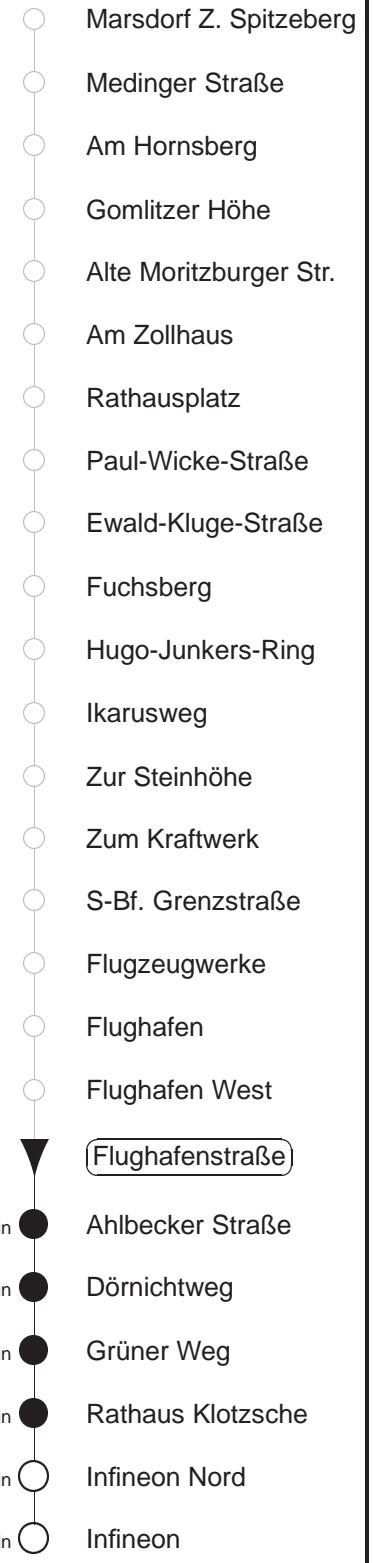 Marsdorf Z. Spitzeberg
Medinger Straße
Am Hornsberg
Gomlitzer Höhe
Alte Moritzburger Str.
Am Zollhaus
Rathausplatz
Paul-Wicke-Straße
Ewald-Kluge-Straße
Fuchsberg
Hugo-Junkers-Ring
Ikarusweg
Zur Steinhöhe
Zum Kraftwerk
S-Bf. Grenzstraße
Flugzeugwerke
Flughafen
Flughafen West
Flughafenstraße
Ahlbecker Straße
Dörnichtweg
Grüner Weg
Rathaus Klotzsche
Infineon Nord
Infineon